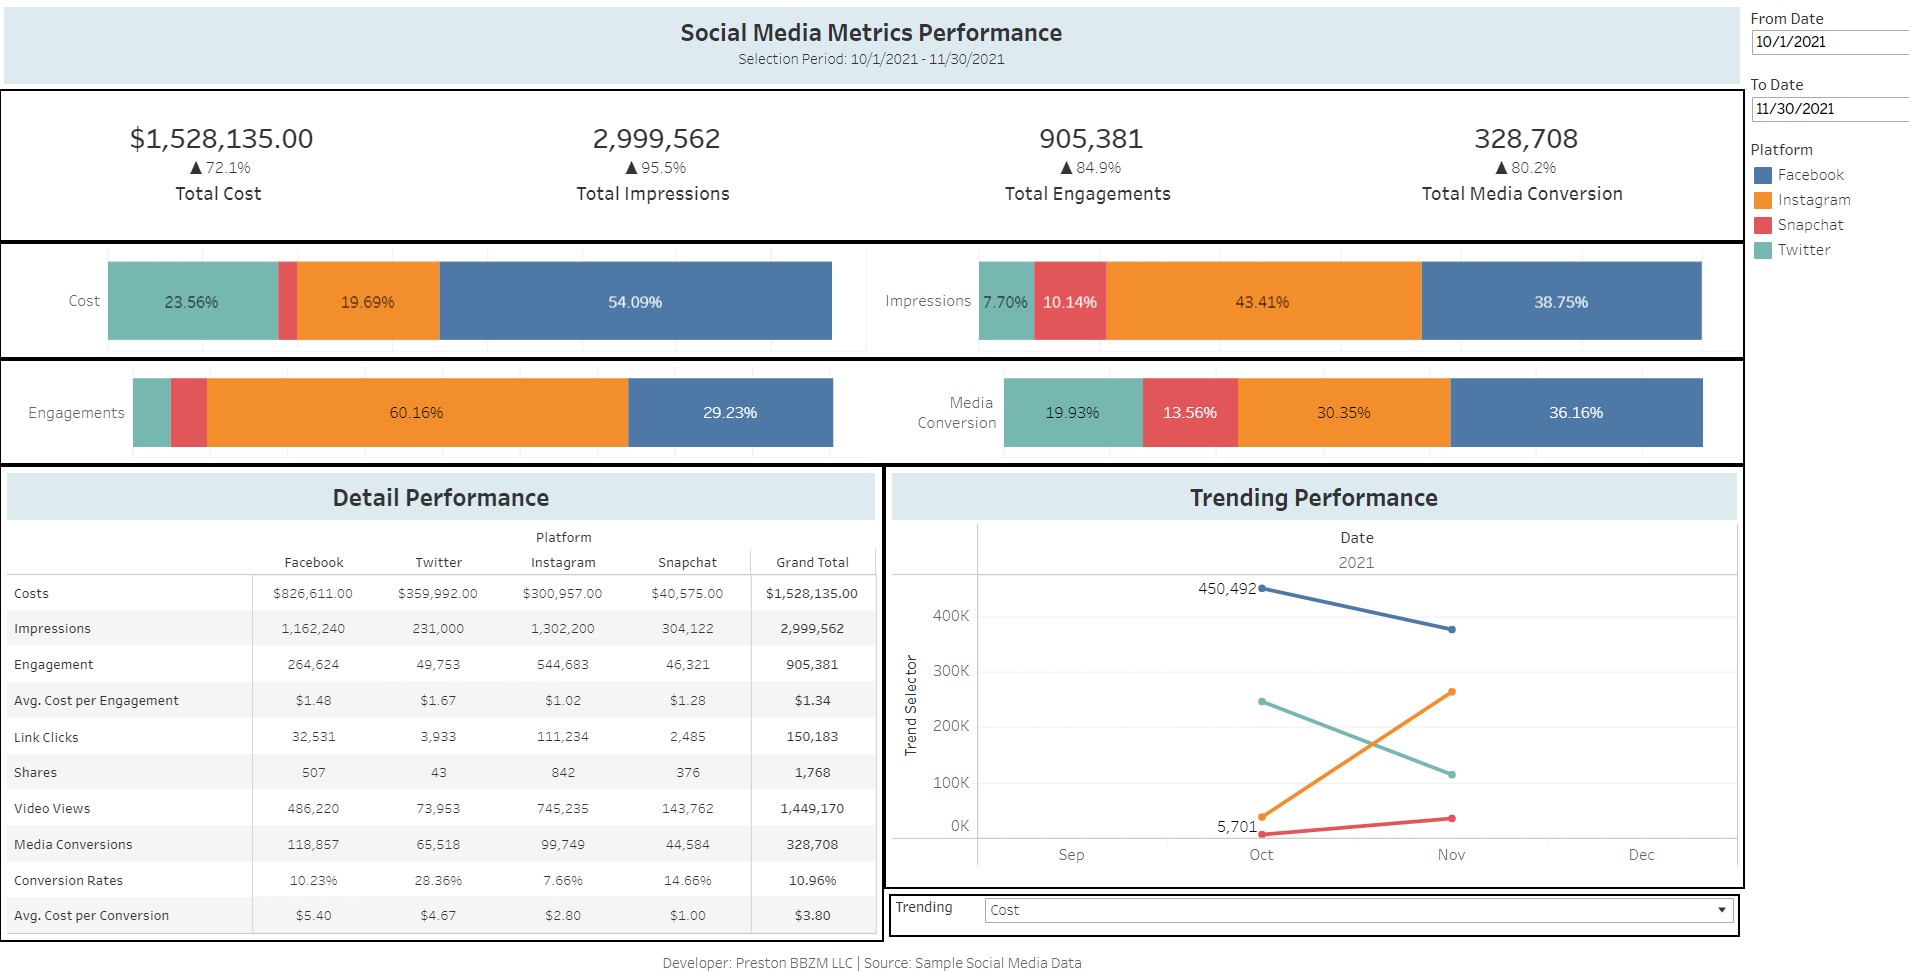 Social Media Metrics Performance
Selection Period: 10/1/2021 - 11/30/2021
From Date
10/1/2021
To Date
11/30/2021
Platform
Facebook
Instagram
Snapchat
Twitter
$1,528,135.00 2,999,562 905,381 328,708
▲72.1% ▲95.5% ▲84.9% ▲80.2%
Total Cost Total Impressions Total Engagements Total Media Conversion
Cost 23.56% 19.69% 54.09%
Impressions 7.70% 10.14% 43.41% 38.75%
Engagements 60.16% 29.23%
Media
Conversion 19.93% 13.56% 30.35% 36.16%
Detail Performance
Platform
Facebook Twitter Instagram Snapchat Grand Total
Costs $826,611.00 $359,992.00 $300,957.00 $40,575.00 $1,528,135.00
Impressions 1,162,240 231,000 1,302,200 304,122 2,999,562
Engagement 264,624 49,753 544,683 46,321 905,381
Avg. Cost per Engagement $1.48 $1.67 $1.02 $1.28 $1.34
Link Clicks 32,531 3,933 111,234 2,485 150,183
Shares 507 43 842 376 1,768
Video Views 486,220 73,953 745,235 143,762 1,449,170
Media Conversions 118,857 65,518 99,749 44,584 328,708
Conversion Rates 10.23% 28.36% 7.66% 14.66% 10.96%
Avg. Cost per Conversion $5.40 $4.67 $2.80 $1.00 $3.80
Trending Performance
Date
2021
Trend Selector
400K
300K
200K
100K
0K
450,492
5,701
Sep Oct Nov Dec
Trending Cost
Developer: Preston BBZM LLC | Source: Sample Social Media Data